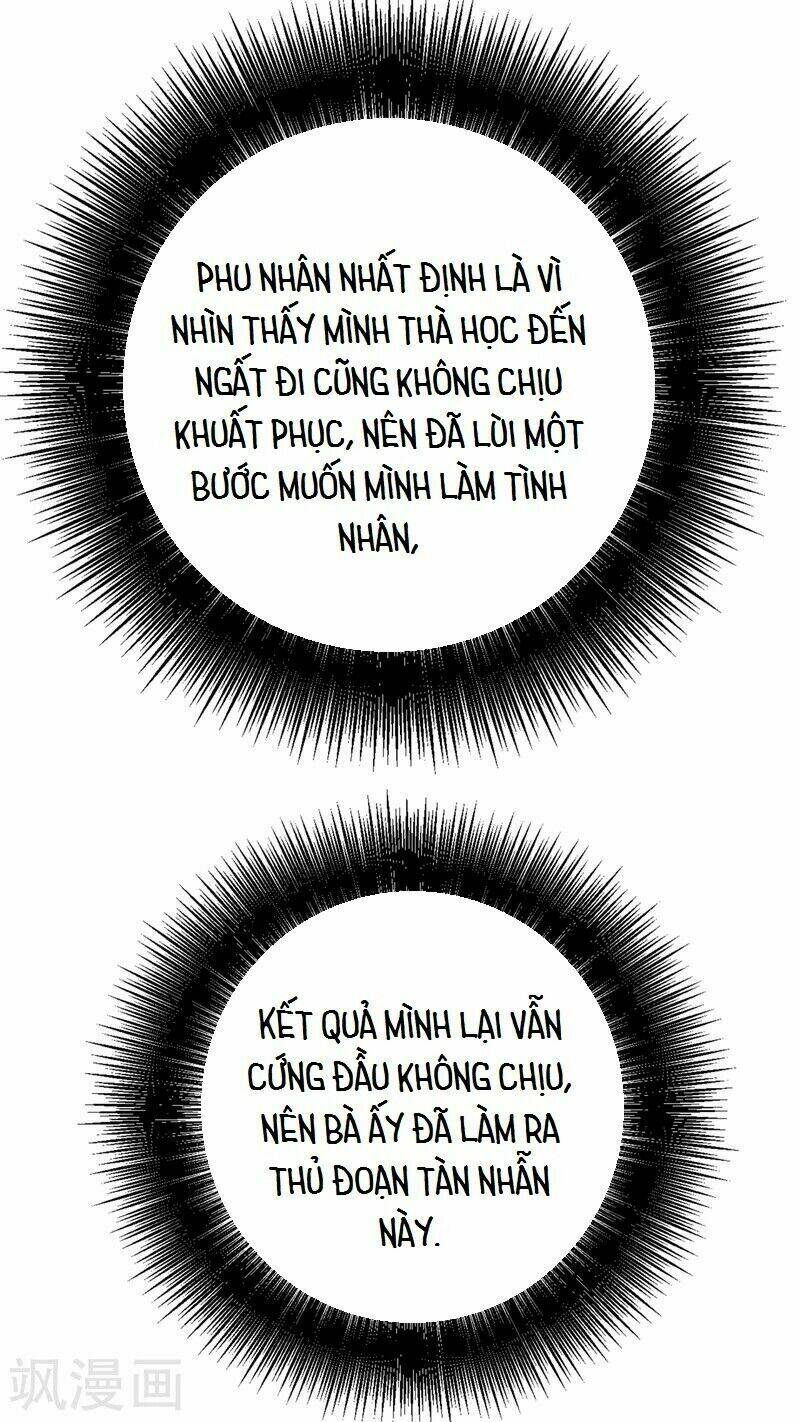 PHU NHÂN NHẤT ĐỊNH LÀ VÌ
NHÌN THẤY MÌNH THÀ HỌC ĐẾN
NGẤT ĐI CŨNG KHÔNG CHỊU
KHUẤT PHỤC, NÊN ĐÃ LÙI MỘT
BƯỚC MUỐN MÌNH LÀM TÌNH
NHÂN,
KẾT QUẢ MÌNH LẠI VẪN
CỨNG ĐẦU KHÔNG CHỊU,
NÊN BÀ ẤY ĐÃ LÀM RA
THỦ ĐOẠN TÀN NHẪN
NÀY.
飒漫画